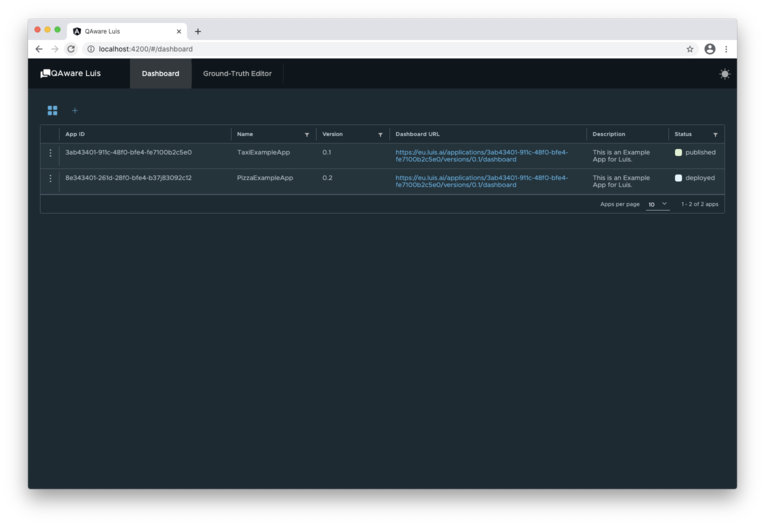 QAware Luis
localhost:4200/#/dashboard
QAware Luis Dashboard Ground-Truth Editor
App ID Name Version Dashboard URL Description Status
3ab43401-911c-48f0-bfe4-fe7100b2c5e0 TaxiExampleApp 0.1 https://eu.luis.ai/applications/3ab43401-911c-48f0-bfe4- This is an Example published
fe7100b2c5e0/versions/0.1/dashboard App for Luis.
8e343401-261d-28f0-bfe4-b37j83092c12 PizzaExampleApp 0.2 https://eu.luis.ai/applications/3ab43401-911c-48f0-bfe4- This is an Example deployed
fe7100b2c5e0/versions/0.1/dashboard App for Luis.
Apps per page 10 1 - 2 of 2 apps